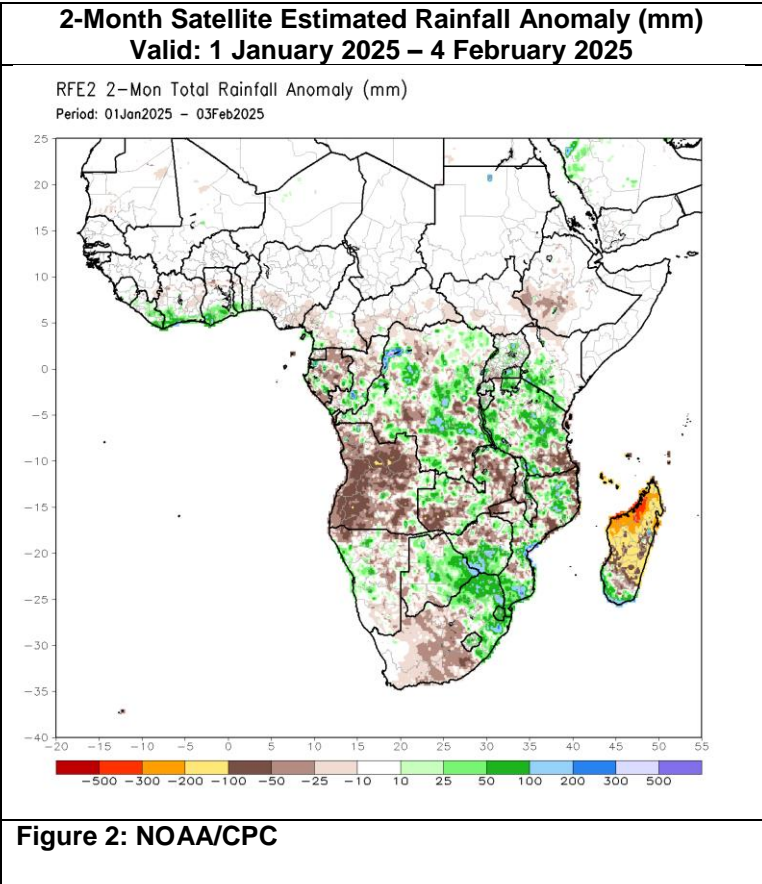 2-Month Satellite Estimated Rainfall Anomaly (mm)
Valid: 1 January 2025 – 4 February 2025
RFE2 2-Mon Total Rainfall Anomaly (mm)
Period: 01Jan2025 - 03Feb2025
25
20
15
10
5
0
-5
-10
-15
-20
-25
-30
-35
-40
-20 -15 -10 -5 0 5 10 15 20 25 30 35 40 45 50 55
-500 -300 -200 -100 -50 -25 -10 10 25 50 100 200 300 500
Figure 2: NOAA/CPC